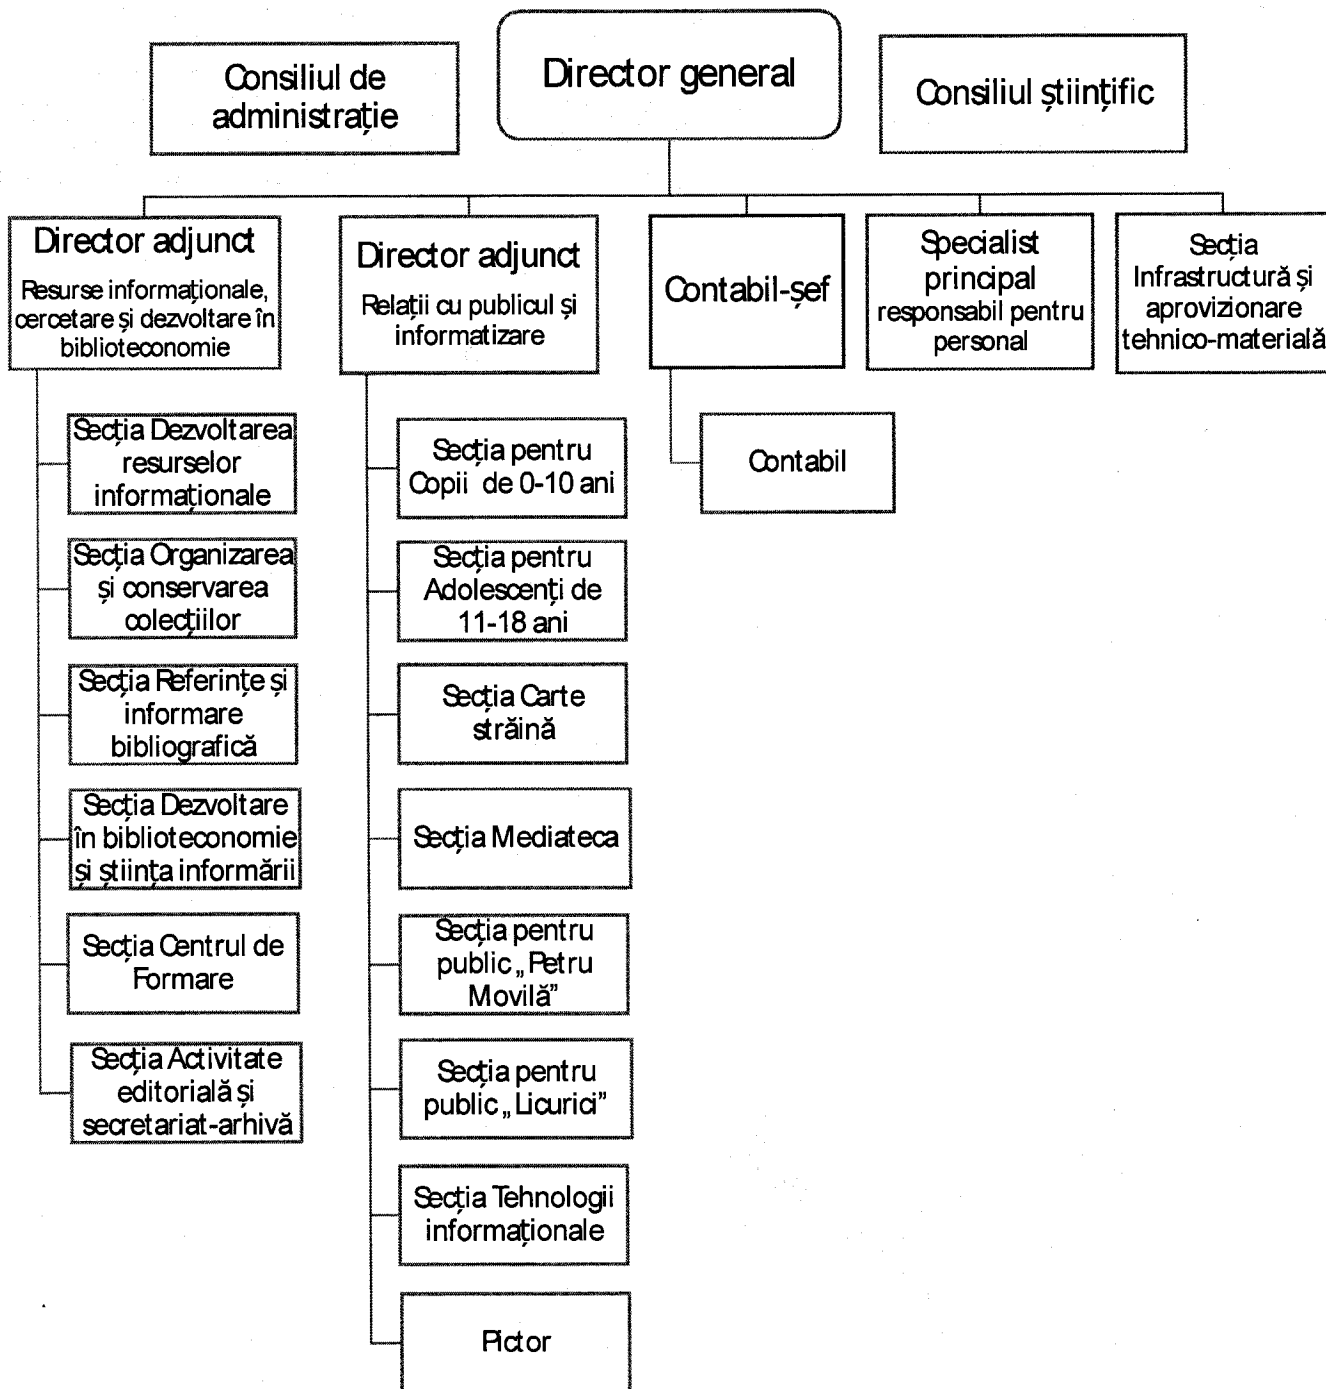 Consiliul de
administrație
Director general
Consiliul științific
Director adjunct
Resurse informaționale,
cercetare și dezvoltare în
biblioteconomie
Director adjunct
Relații cu publicul și
informatizare
Contabil-șef
Specialist
principal
responsabil pentru
personal
Secția
Infrastructură și
aprovizionare
tehnico-materială
Secția Dezvoltarea
resurselor
informaționale
Secția Organizarea
și conservarea
colecțiilor
Secția Referințe și
informare
bibliografică
Secția Dezvoltare
în biblioteconomie
și știința informării
Secția Centrul de
Formare
Secția Activitate
editorială și
secretariat-arhivă
Secția pentru
Copii de 0-10 ani
Secția pentru
Adolescenți de
11-18 ani
Secția Carte
străină
Secția Mediateca
Secția pentru
public „Petru
Movilă”
Secția pentru
public „Licurici”
Secția Tehnologii
informaționale
Pictor
Contabil